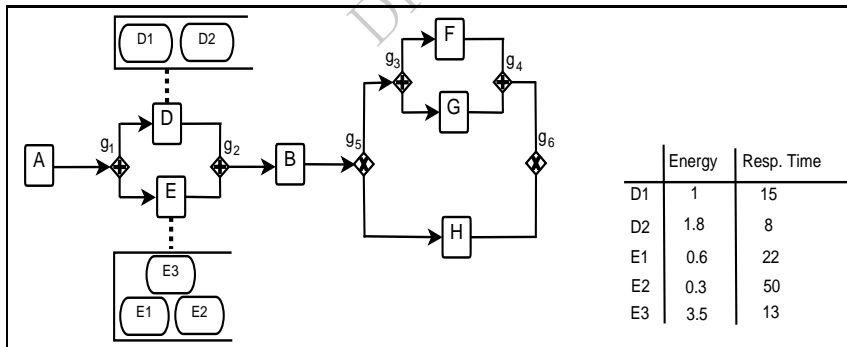 D1 D2
D
E
A
g1
g2
B
g5
g3
F
G
g4
g6
H
E3
E1 E2
Energy Resp. Time
D1 1 15
D2 1.8 8
E1 0.6 22
E2 0.3 50
E3 3.5 13